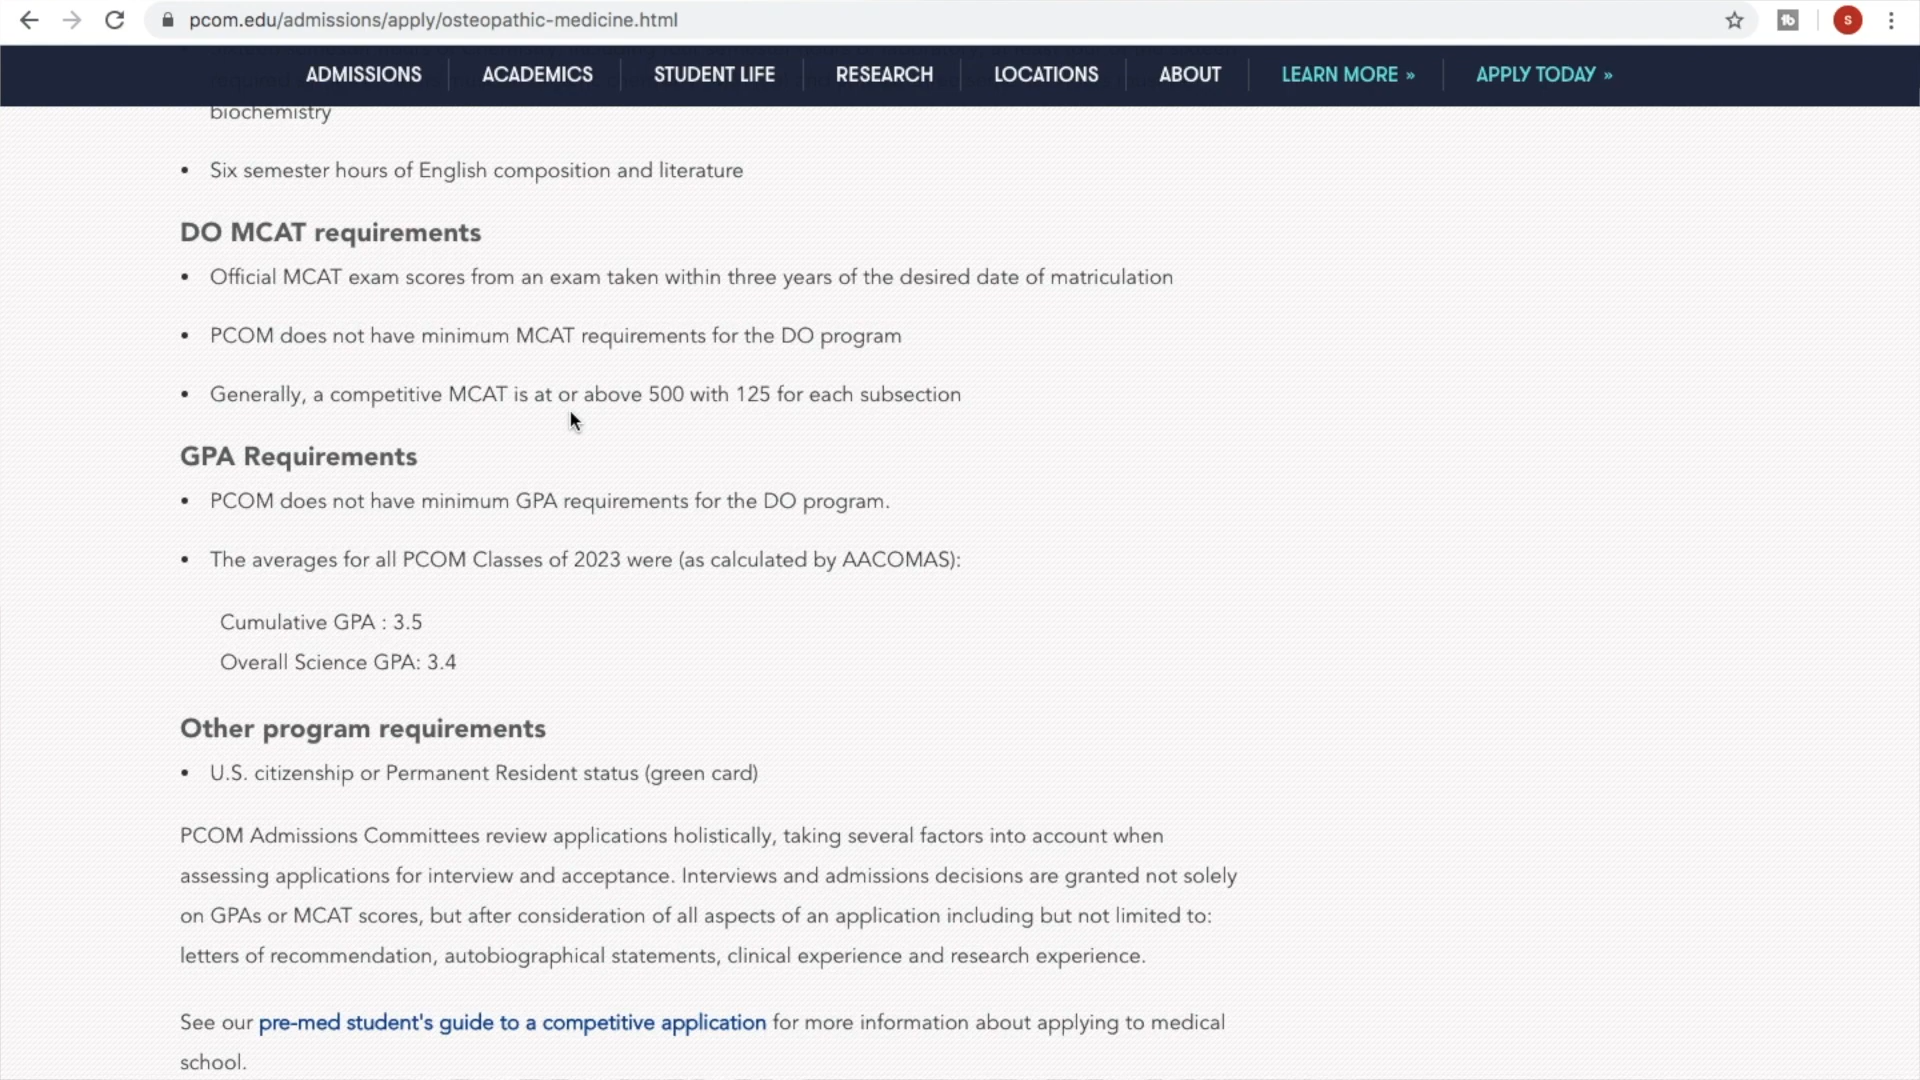 pcom.edu/admissions/apply/osteopathic-medicine.html
ADMISSIONS ACADEMICS STUDENT LIFE RESEARCH LOCATIONS ABOUT LEARN MORE » APPLY TODAY »
biochemistry
• Six semester hours of English composition and literature
DO MCAT requirements
• Official MCAT exam scores from an exam taken within three years of the desired date of matriculation
• PCOM does not have minimum MCAT requirements for the DO program
• Generally, a competitive MCAT is at or above 500 with 125 for each subsection
GPA Requirements
• PCOM does not have minimum GPA requirements for the DO program.
• The averages for all PCOM Classes of 2023 were (as calculated by AACOMAS):
Cumulative GPA : 3.5
Overall Science GPA: 3.4
Other program requirements
• U.S. citizenship or Permanent Resident status (green card)
PCOM Admissions Committees review applications holistically, taking several factors into account when
assessing applications for interview and acceptance. Interviews and admissions decisions are granted not solely
on GPAs or MCAT scores, but after consideration of all aspects of an application including but not limited to:
letters of recommendation, autobiographical statements, clinical experience and research experience.
See our pre-med student's guide to a competitive application for more information about applying to medical
school.